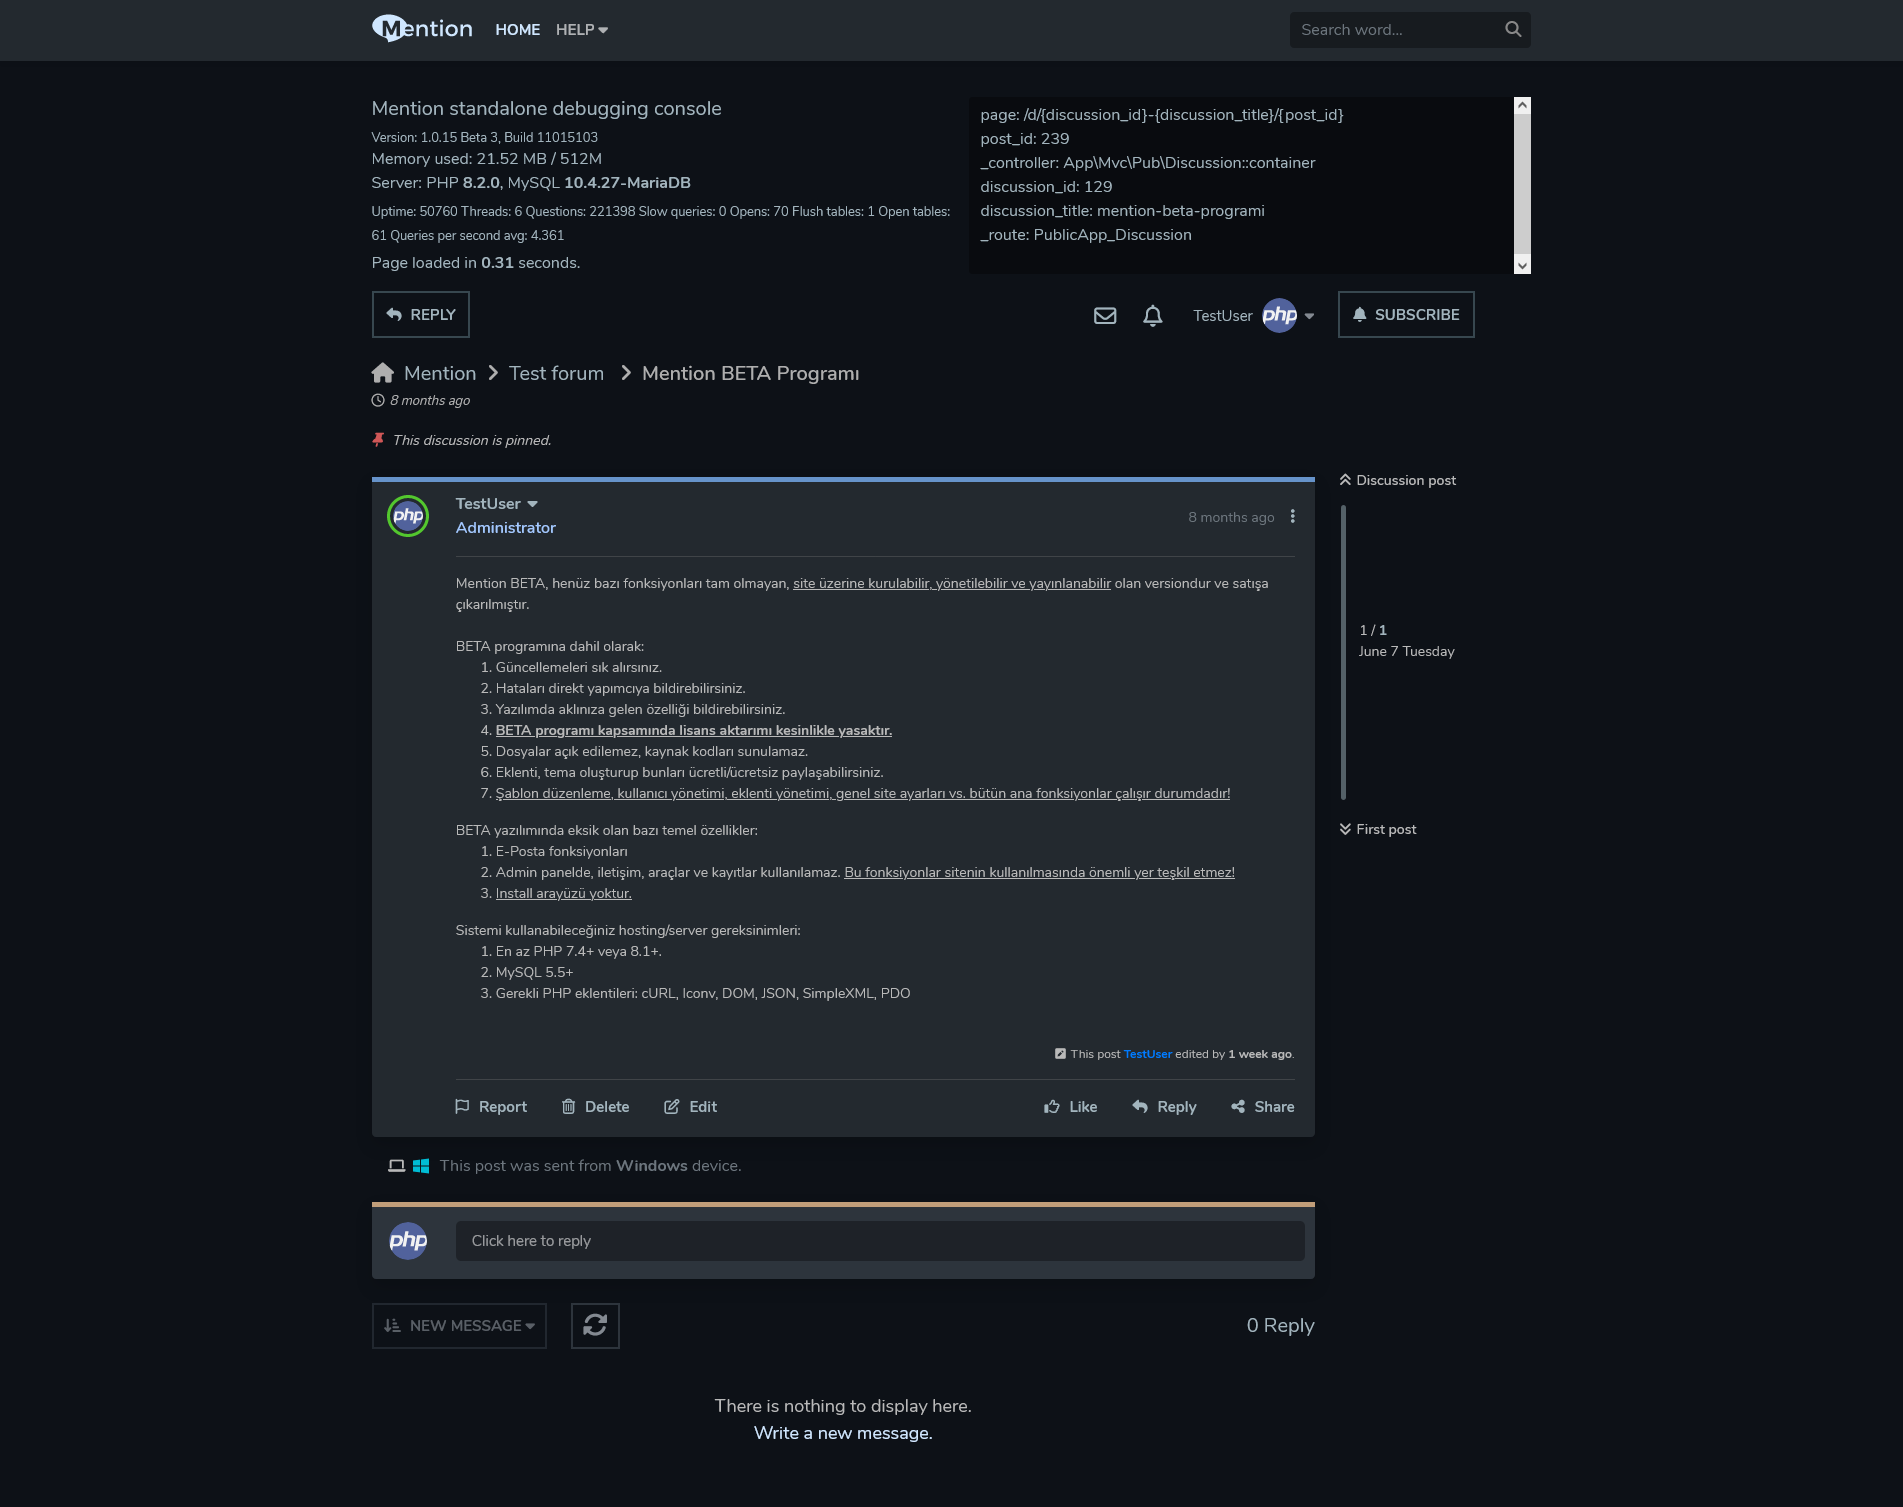 Mention
HOME
HELP
Search word...
Mention standalone debugging console
Version: 1.0.15 Beta 3, Build 11015103
Memory used: 21.52 MB / 512M
Server: PHP 8.2.0, MySQL 10.4.27-MariaDB
Uptime: 50760 Threads: 6 Questions: 221398 Slow queries: 0 Opens: 70 Flush tables: 1 Open tables:
61 Queries per second avg: 4.361
Page loaded in 0.31 seconds.
page: /d/{discussion_id}-{discussion_title}/{post_id}
post_id: 239
_controller: App\Mvc\Pub\Discussion::container
discussion_id: 129
discussion_title: mention-beta-programi
_route: PublicApp_Discussion
REPLY
TestUser
php
SUBSCRIBE
Mention
Test forum
Mention BETA Programı
8 months ago
This discussion is pinned.
php
TestUser
Administrator
8 months ago
Mention BETA, henüz bazı fonksiyonları tam olmayan, site üzerine kurulabilir, yönetilebilir ve yayınlanabilir olan versiondur ve satışa
çıkarılmıştır.
BETA programına dahil olarak:
1. Güncellemeleri sık alırsınız.
2. Hataları direkt yapımcıya bildirebilirsiniz.
3. Yazılımda aklınıza gelen özelliği bildirebilirsiniz.
4. BETA programı kapsamında lisans aktarımı kesinlikle yasaktır.
5. Dosyalar açık edilemez, kaynak kodları sunulamaz.
6. Eklenti, tema oluşturup bunları ücretli/ücretsiz paylaşabilirsiniz.
7. Şablon düzenleme, kullanıcı yönetimi, eklenti yönetimi, genel site ayarları vs. bütün ana fonksiyonlar çalışır durumdadır!
BETA yazılımında eksik olan bazı temel özellikler:
1. E-Posta fonksiyonları
2. Admin panelde, iletişim, araçlar ve kayıtlar kullanılamaz. Bu fonksiyonlar sitenin kullanılmasında önemli yer teşkil etmez!
3. Install arayüzü yoktur.
Sistemi kullanabileceğiniz hosting/server gereksinimleri:
1. En az PHP 7.4+ veya 8.1+.
2. MySQL 5.5+
3. Gerekli PHP eklentileri: cURL, Iconv, DOM, JSON, SimpleXML, PDO
This post TestUser edited by 1 week ago.
Report
Delete
Edit
Like
Reply
Share
Discussion post
1 / 1
June 7 Tuesday
First post
This post was sent from Windows device.
php
Click here to reply
NEW MESSAGE
0 Reply
There is nothing to display here.
Write a new message.